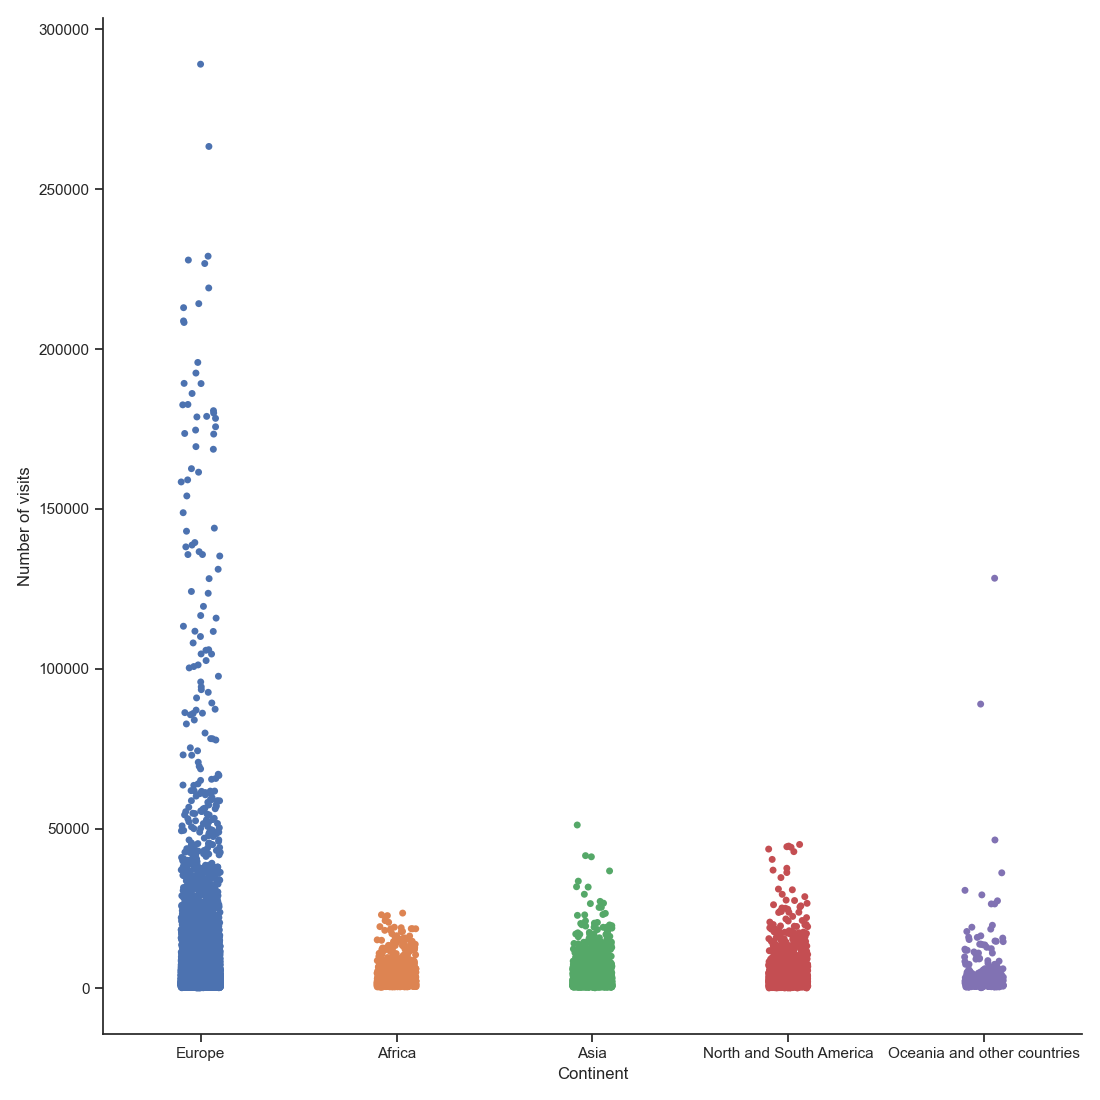 300000
250000
200000
150000
100000
50000
0
Number of visits
Europe
Africa
Asia
North and South America
Oceania and other countries
Continent